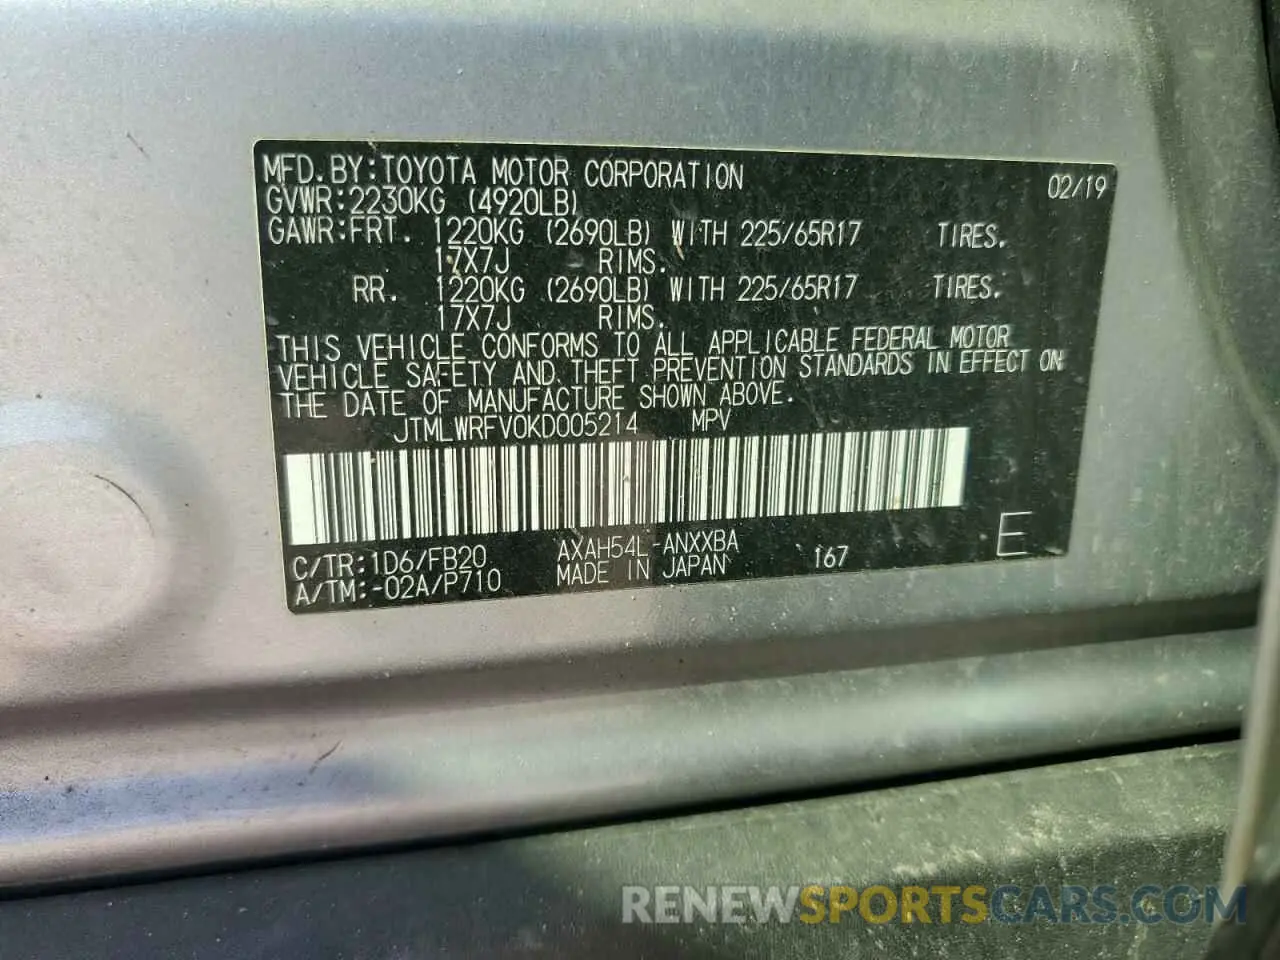 MFD.BY:TOYOTA MOTOR CORPORATION 02/19
GVWR:2230KG (4920LB)
GAWR:FRT. 1220KG (2690LB) WITH 225/65R17 TIRES.
17X7J RIMS.
RR. 1220KG (2690LB) WITH 225/65R17 TIRES.
17X7J RIMS.
THIS VEHICLE CONFORMS TO ALL APPLICABLE FEDERAL MOTOR
VEHICLE SAFETY AND THEFT PREVENTION STANDARDS IN EFFECT ON
THE DATE OF MANUFACTURE SHOWN ABOVE.
JTMLWRFV0KD005214 MPV
C/TR:1D6/FB20 AXAH54L-ANXXBA 167 E
A/TM:-02A/P710 MADE IN JAPAN
RENEWSPORTSCARS.COM